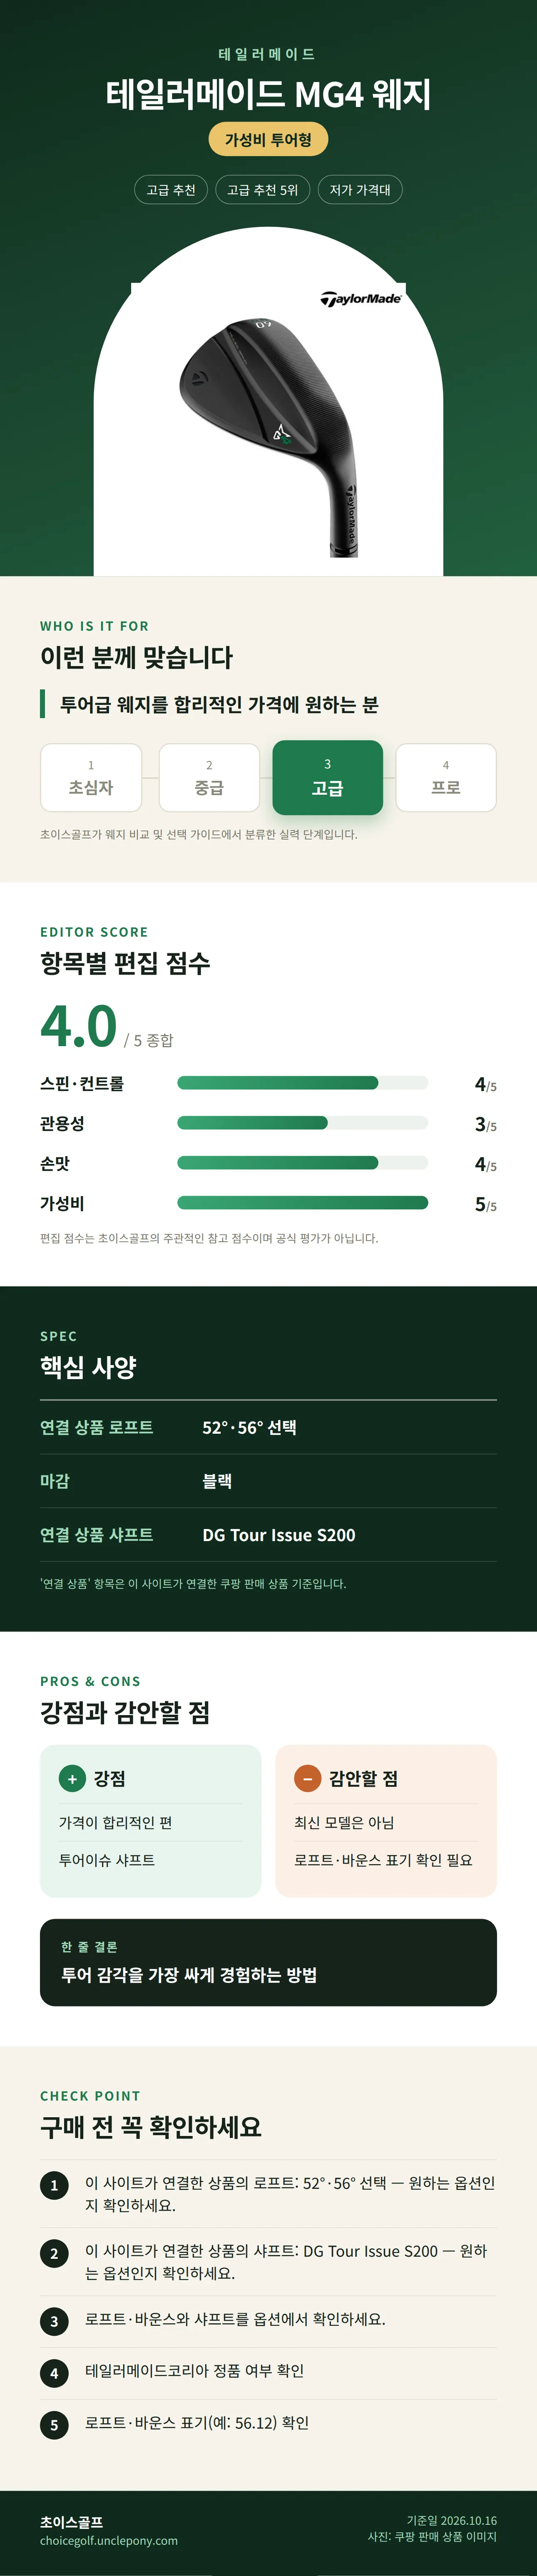 테일러메이드
테일러메이드 MG4 웨지
가성비 투어형
고급 추천
고급 추천 5위
저가 가격대
TaylorMade
60
TaylorMade
WHO IS IT FOR
이런 분께 맞습니다
투어급 웨지를 합리적인 가격에 원하는 분
1
초심자
2
중급
3
고급
4
프로
초이스골프가 웨지 비교 및 선택 가이드에서 분류한 실력 단계입니다.
EDITOR SCORE
항목별 편집 점수
4.0 / 5 종합
스핀·컨트롤 4/5
관용성 3/5
손맛 4/5
가성비 5/5
편집 점수는 초이스골프의 주관적인 참고 점수이며 공식 평가가 아닙니다.
SPEC
핵심 사양
연결 상품 로프트 52°·56° 선택
마감 블랙
연결 상품 샤프트 DG Tour Issue S200
'연결 상품' 항목은 이 사이트가 연결한 쿠팡 판매 상품 기준입니다.
PROS & CONS
강점과 감안할 점
+ 강점
가격이 합리적인 편
투어이슈 샤프트
− 감안할 점
최신 모델은 아님
로프트·바운스 표기 확인 필요
한 줄 결론
투어 감각을 가장 싸게 경험하는 방법
CHECK POINT
구매 전 꼭 확인하세요
1 이 사이트가 연결한 상품의 로프트: 52°·56° 선택 — 원하는 옵션인
지 확인하세요.
2 이 사이트가 연결한 상품의 샤프트: DG Tour Issue S200 — 원하
는 옵션인지 확인하세요.
3 로프트·바운스와 샤프트를 옵션에서 확인하세요.
4 테일러메이드코리아 정품 여부 확인
5 로프트·바운스 표기(예: 56.12) 확인
초이스골프
choicegolf.unclepony.com
기준일 2026.10.16
사진: 쿠팡 판매 상품 이미지